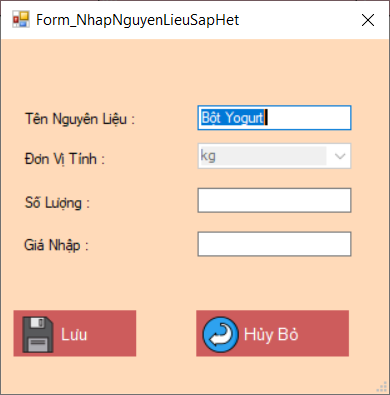 Form_NhapNguyenLieuSapHet
Tên Nguyên Liệu : Bột Yogurt
Đơn Vị Tính : kg
Số Lượng :
Giá Nhập :
Lưu Hủy Bỏ